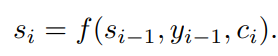 s_i = f(s_{i-1}, y_{i-1}, c_i).